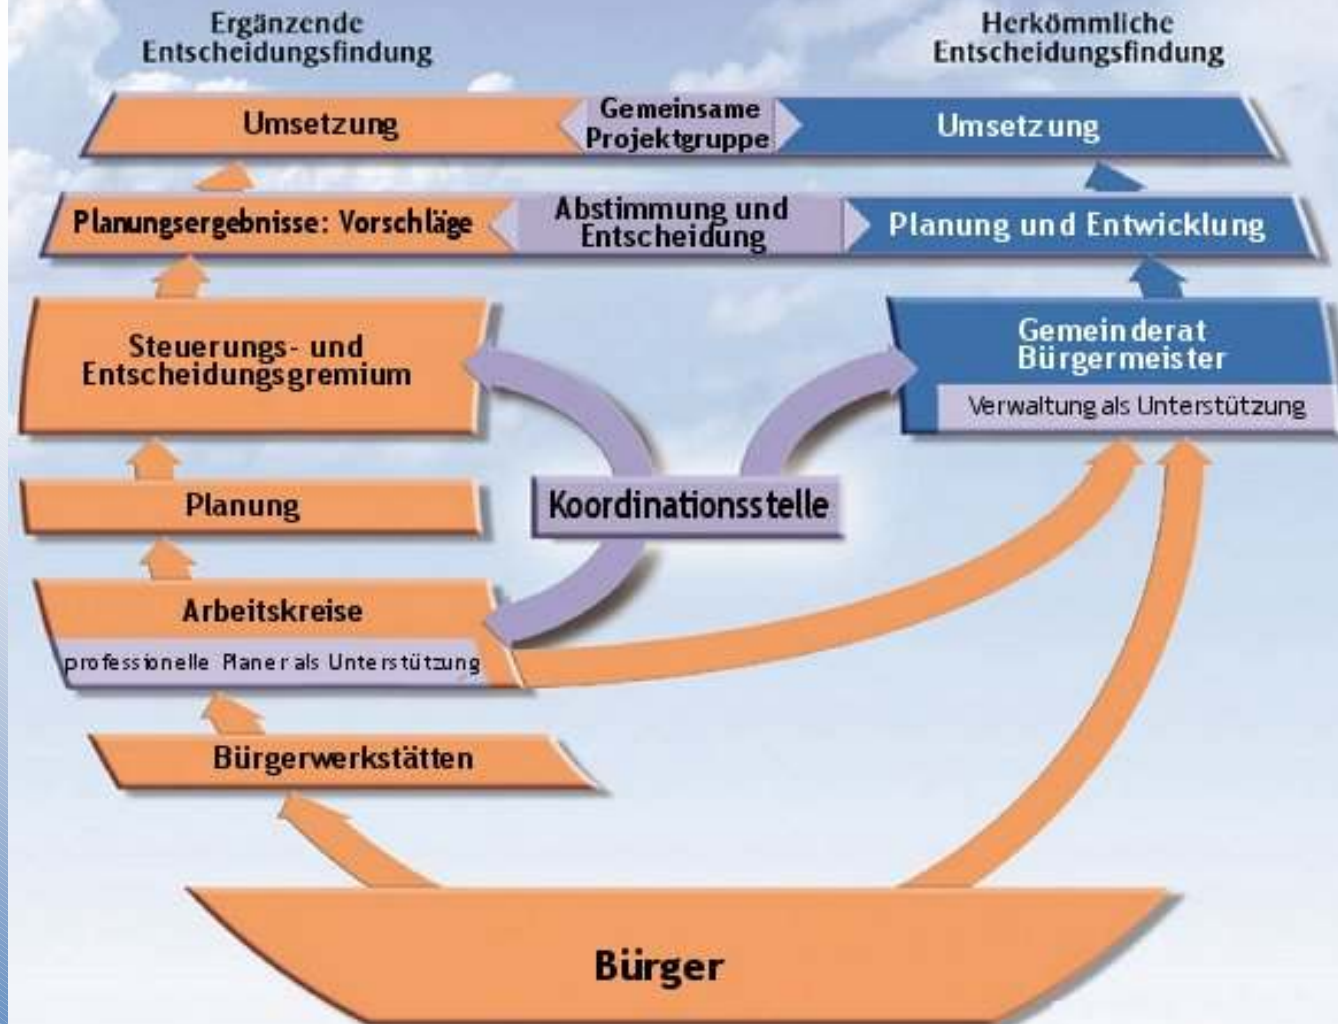 Ergänzende
Entscheidungsfindung
Herkömmliche
Entscheidungsfindung
Umsetzung
Gemeinsame
Projektgruppe
Umsetzung
Planungsergebnisse: Vorschläge
Abstimmung und
Entscheidung
Planung und Entwicklung
Steuerungs- und
Entscheidungsgremium
Gemeinderat
Bürgermeister
Verwaltung als Unterstützung
Planung
Koordinationsstelle
Arbeitskreise
professionelle Planer als Unterstützung
Bürgerwerkstätten
Bürger